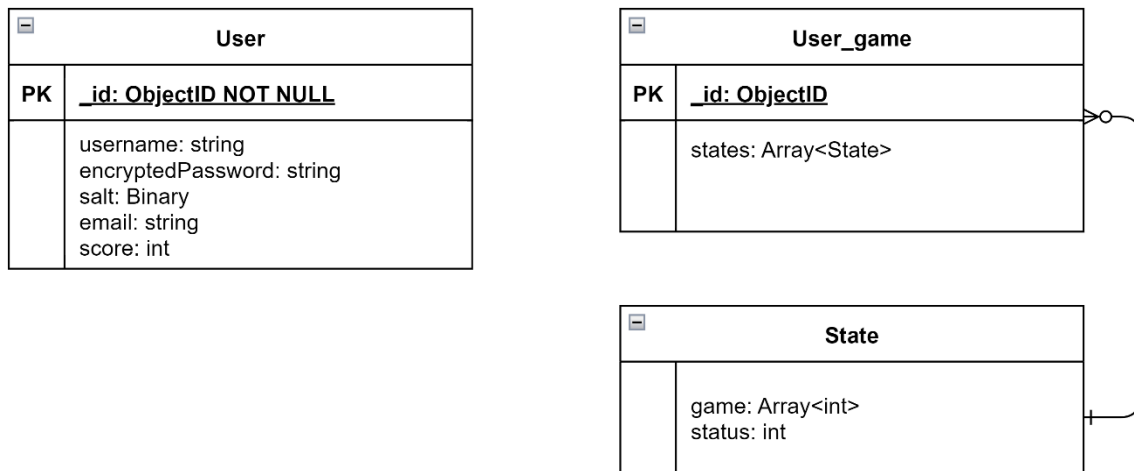 User
PK
_id: ObjectID NOT NULL
username: string
encryptedPassword: string
salt: Binary
email: string
score: int
User_game
PK
_id: ObjectID
states: Array<State>
State
game: Array<int>
status: int